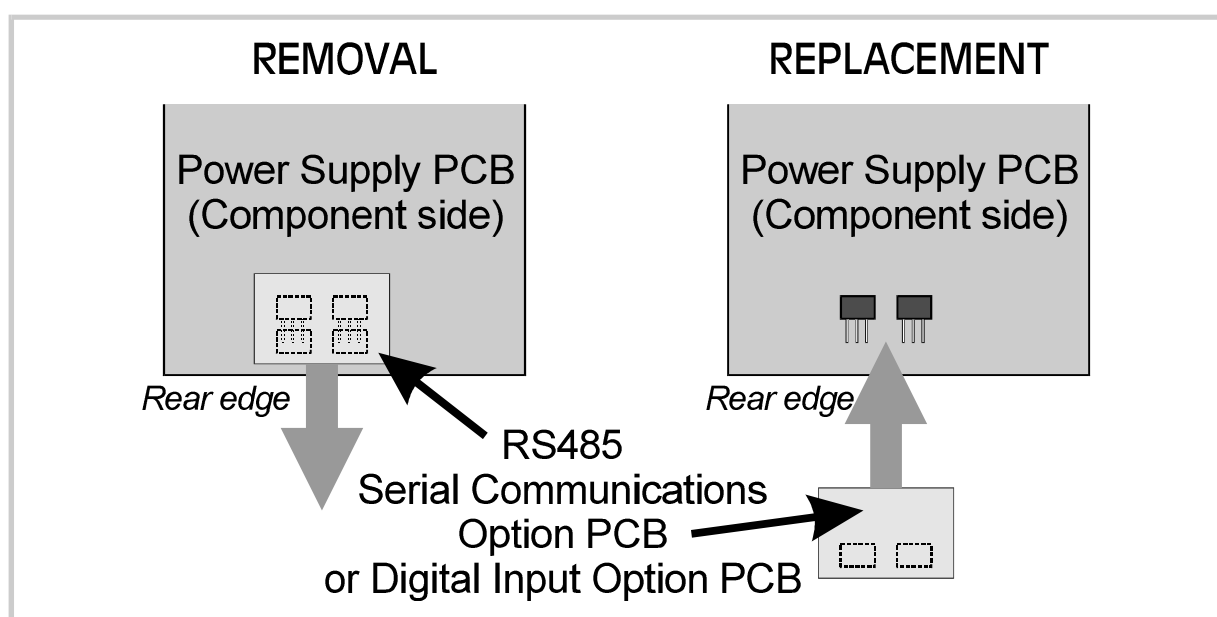 REMOVAL
Power Supply PCB
(Component side)
Rear edge
REPLACEMENT
Power Supply PCB
(Component side)
Rear edge
RS485
Serial Communications
Option PCB
or Digital Input Option PCB